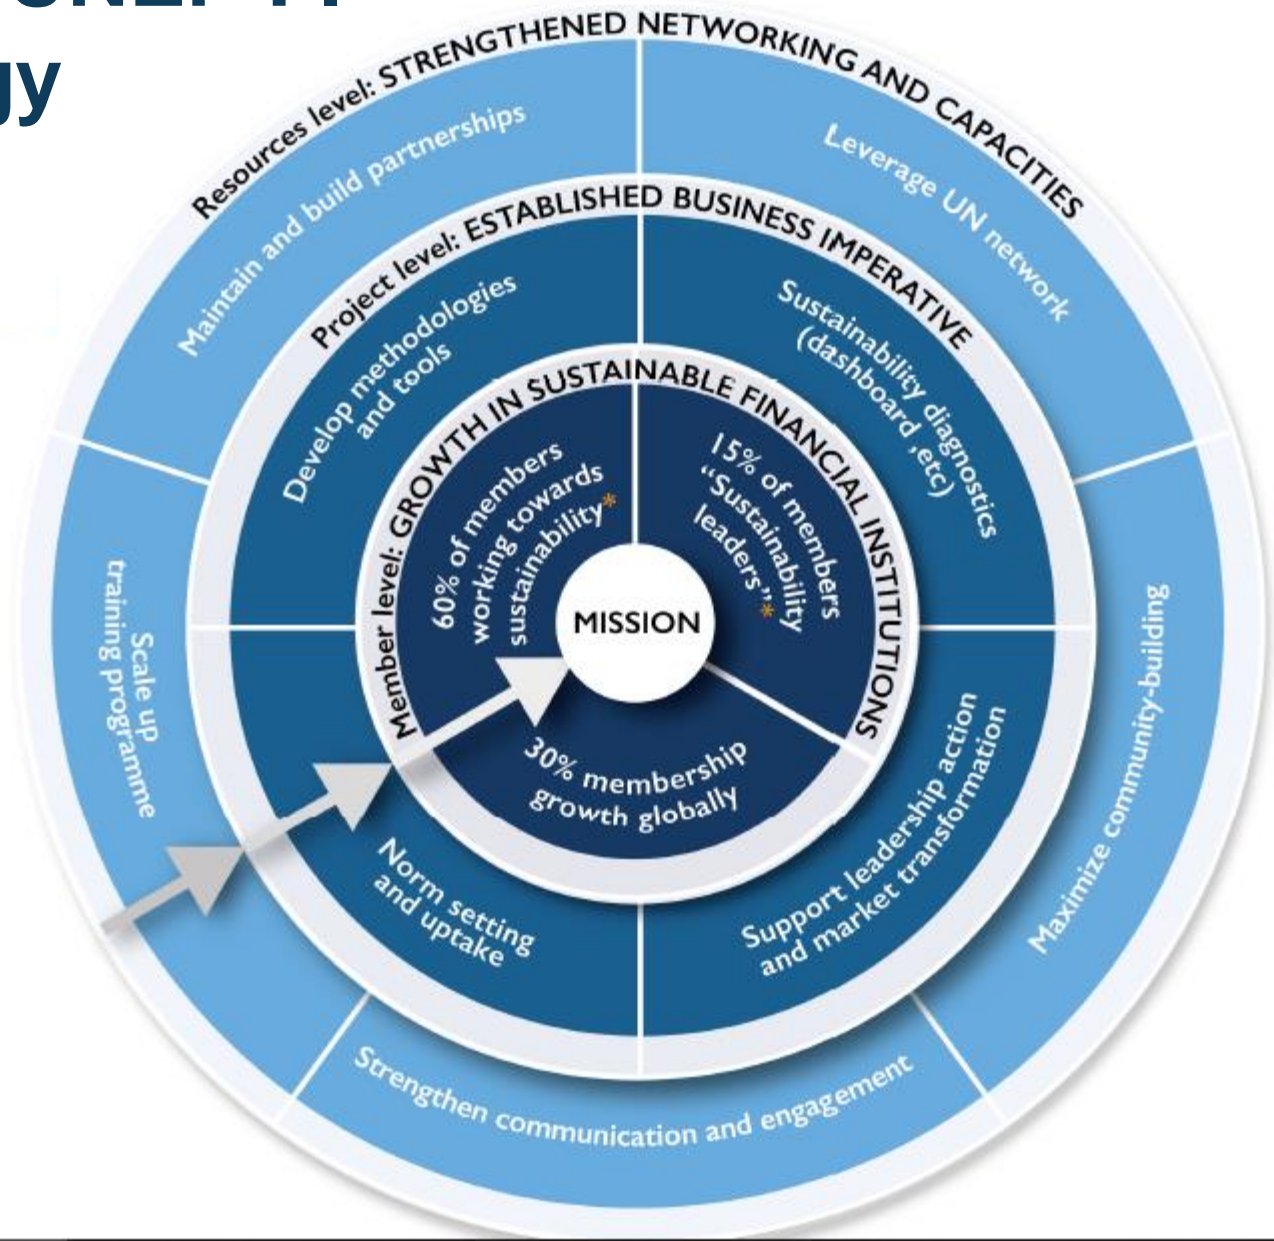 gy
Resources level: STRENGTHENED NETWORKING AND CAPACITIES
Maintain and build partnerships
Leverage UN network
Project level: ESTABLISHED BUSINESS IMPERATIVE
Develop methodologies
and tools
Sustainability diagnostics
(dashboard ,etc)
Member level: GROWTH IN SUSTAINABLE FINANCIAL INSTITUTIONS
60% of members
working towards
sustainability*
15% of members
“Sustainability
leaders”*
MISSION
30% membership
growth globally
Scale up
training programme
Maximize community-building
Norm setting
and uptake
Support leadership action
and market transformation
Strengthen communication and engagement